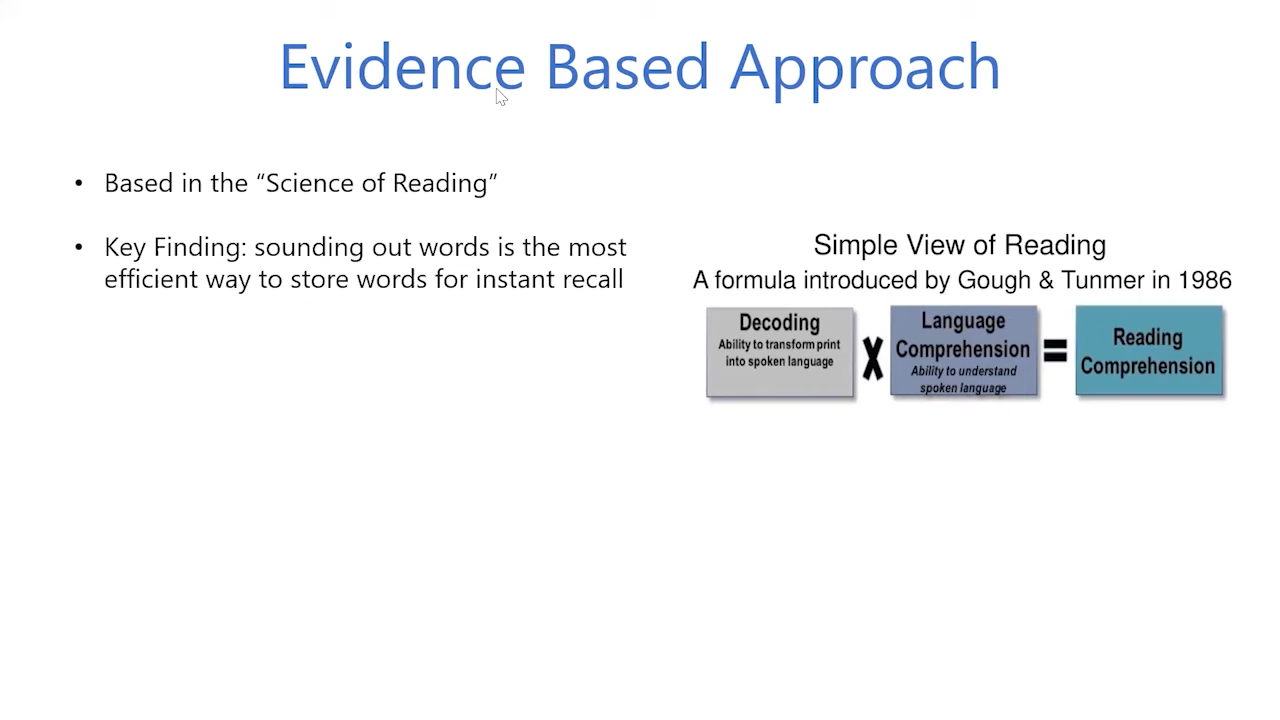 Evidence Based Approach
• Based in the “Science of Reading”
• Key Finding: sounding out words is the most
efficient way to store words for instant recall
Simple View of Reading
A formula introduced by Gough & Tunmer in 1986
Decoding
Ability to transform print
into spoken language
X
Language
Comprehension
Ability to understand
spoken language
=
Reading
Comprehension